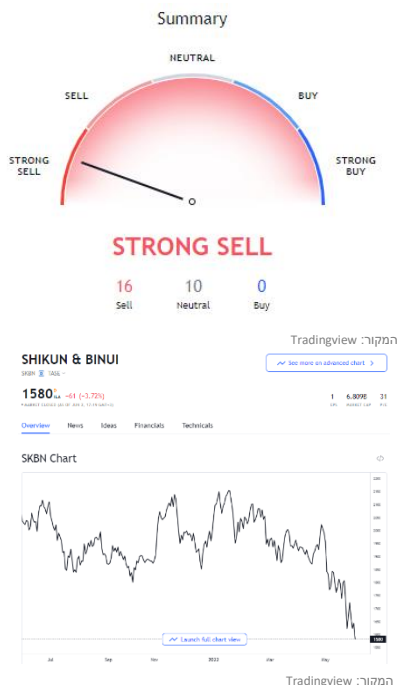 Summary
NEUTRAL
SELL
BUY
STRONG
SELL
STRONG
BUY
STRONG SELL
16 10 0
Sell Neutral Buy
המקור: Tradingview
SHIKUN & BINUI
See more on advanced chart >
SKBN TASE
1580 −61 (−3.72%)
1 6.809B 31
Overview News Ideas Financials Technicals
SKBN Chart
1580
Launch full chart view
Jul Sep Nov 2022 Mar May
המקור: Tradingview